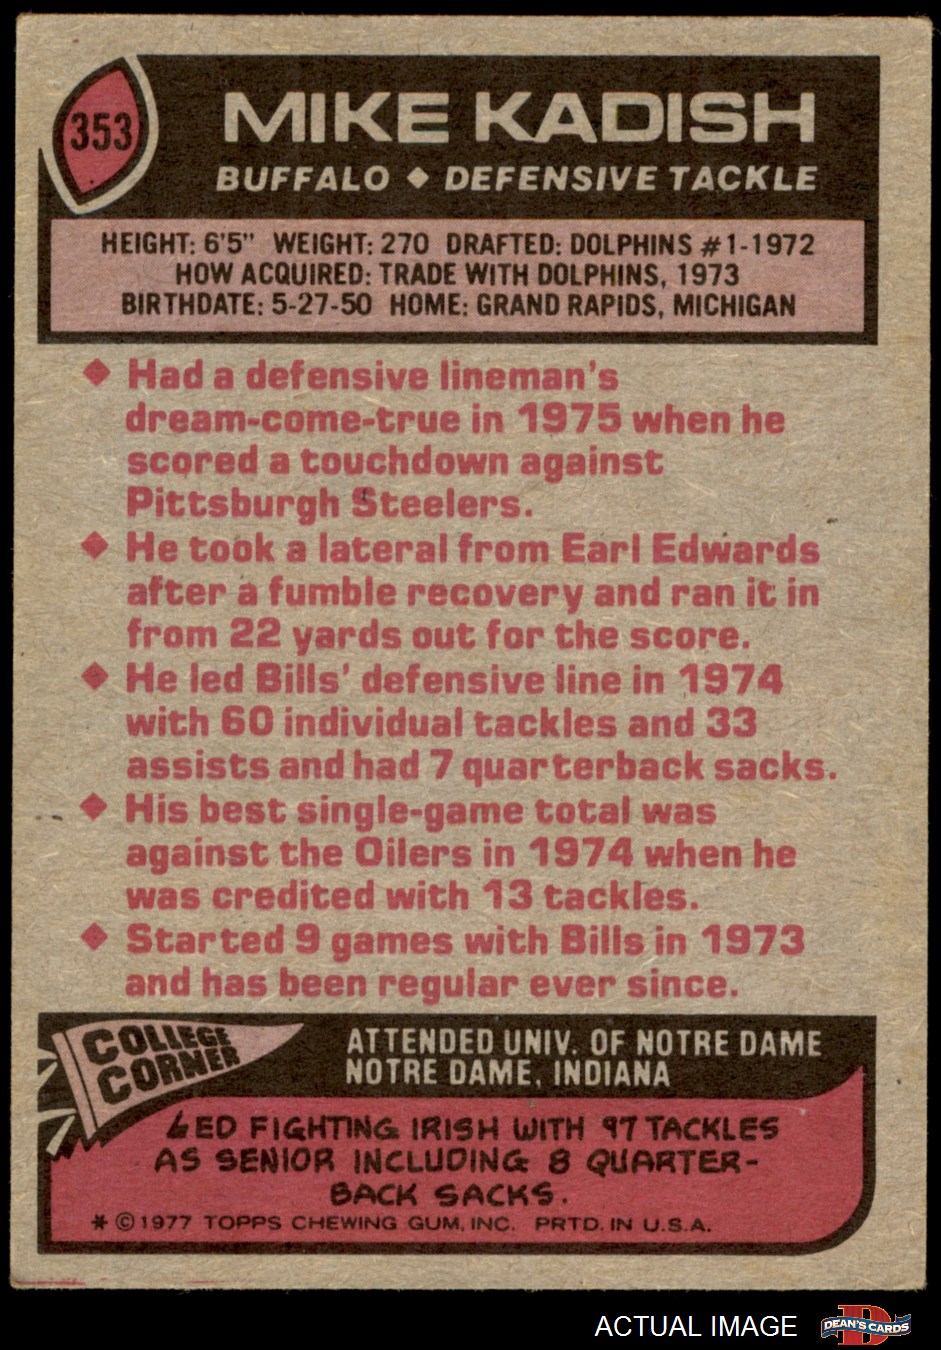 353
MIKE KADISH
BUFFALO ◆ DEFENSIVE TACKLE
HEIGHT: 6'5" WEIGHT: 270 DRAFTED: DOLPHINS #1-1972
HOW ACQUIRED: TRADE WITH DOLPHINS, 1973
BIRTHDATE: 5-27-50 HOME: GRAND RAPIDS, MICHIGAN
◆ Had a defensive lineman's
dream-come-true in 1975 when he
scored a touchdown against
Pittsburgh Steelers.
◆ He took a lateral from Earl Edwards
after a fumble recovery and ran it in
from 22 yards out for the score.
◆ He led Bills' defensive line in 1974
with 60 individual tackles and 33
assists and had 7 quarterback sacks.
◆ His best single-game total was
against the Oilers in 1974 when he
was credited with 13 tackles.
◆ Started 9 games with Bills in 1973
and has been regular ever since.
COLLEGE
CORNER
ATTENDED UNIV. OF NOTRE DAME
NOTRE DAME, INDIANA
LED FIGHTING IRISH WITH 97 TACKLES
AS SENIOR INCLUDING 8 QUARTER-
BACK SACKS.
* © 1977 TOPPS CHEWING GUM, INC. PRTD. IN U.S.A.
ACTUAL IMAGE
D
DEAN'S CARDS